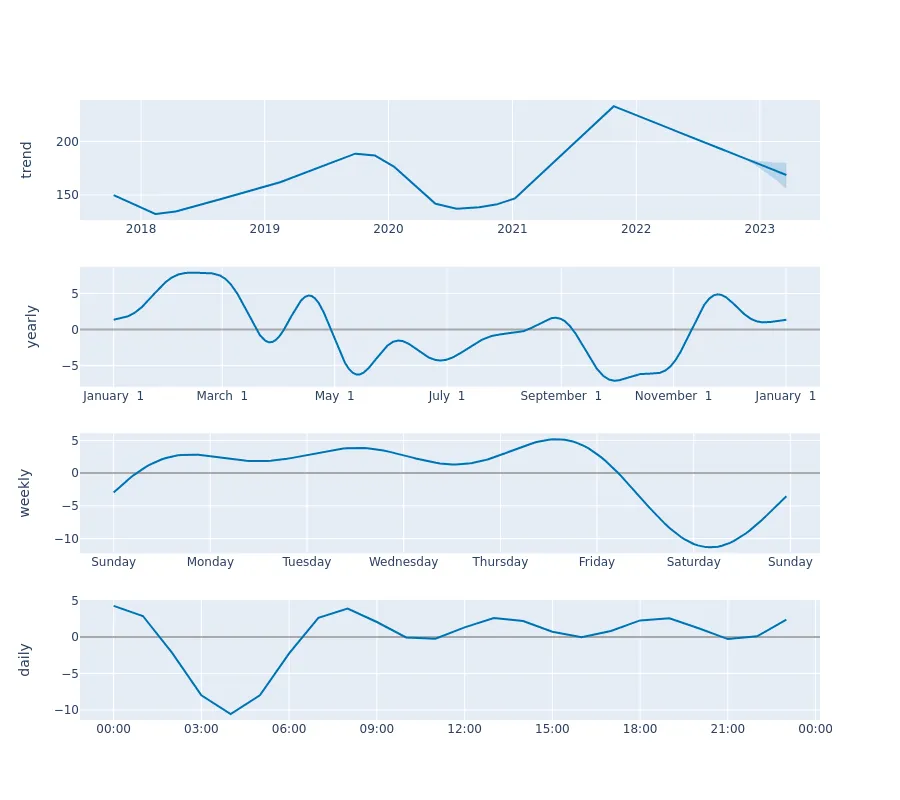 trend
200
150
2018 2019 2020 2021 2022 2023
yearly
5
0
−5
January 1 March 1 May 1 July 1 September 1 November 1 January 1
weekly
5
0
−5
−10
Sunday Monday Tuesday Wednesday Thursday Friday Saturday Sunday
daily
5
0
−5
−10
00:00 03:00 06:00 09:00 12:00 15:00 18:00 21:00 00:00